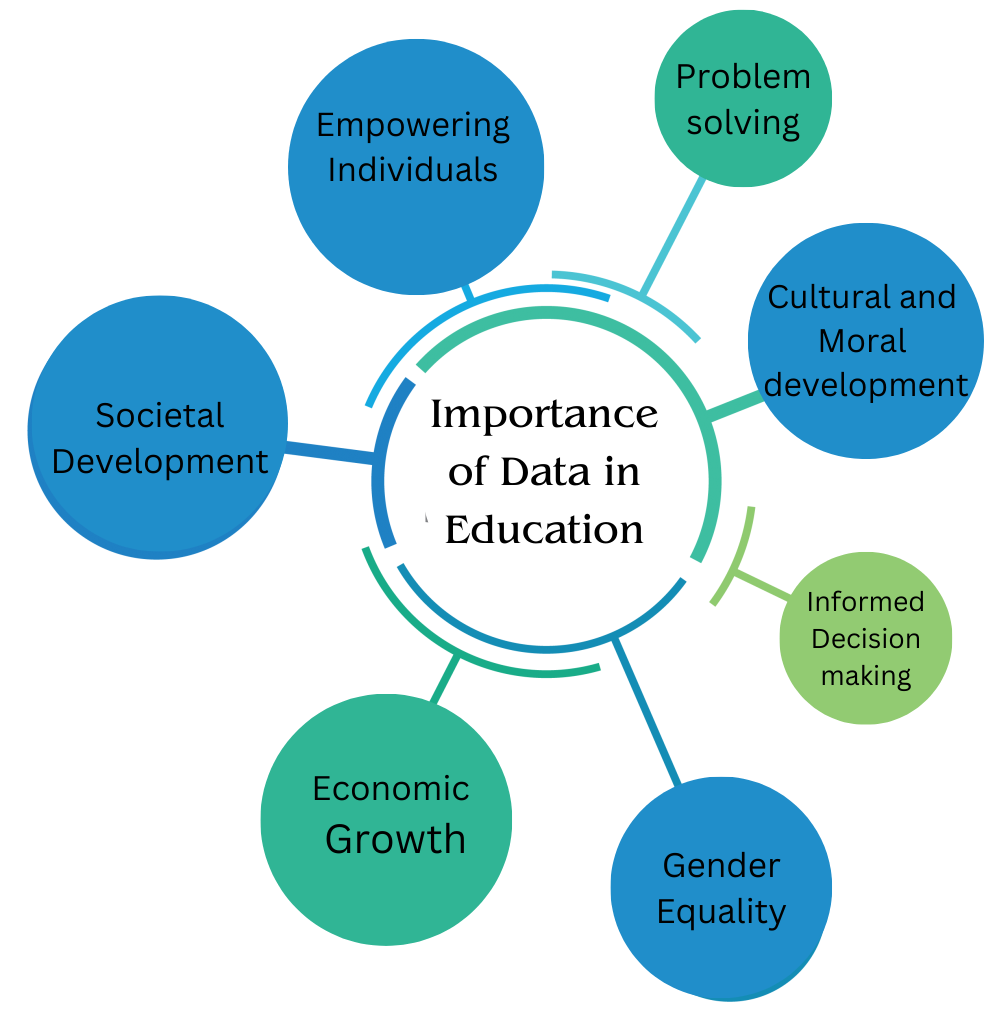 Problem
solving
Empowering
Individuals
Cultural and
Moral
development
Societal
Development
Importance
of Data in
Education
Informed
Decision
making
Economic
Growth
Gender
Equality